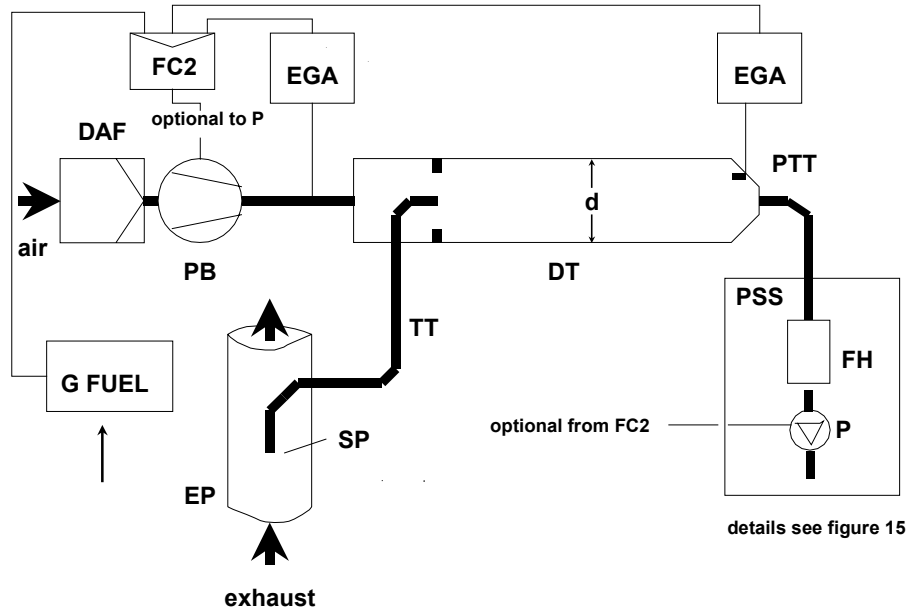 FC2
EGA
EGA
optional to P
DAF
PTT
d
air
PB
DT
PSS
TT
FH
G FUEL
optional from FC2
P
SP
EP
details see figure 15
exhaust